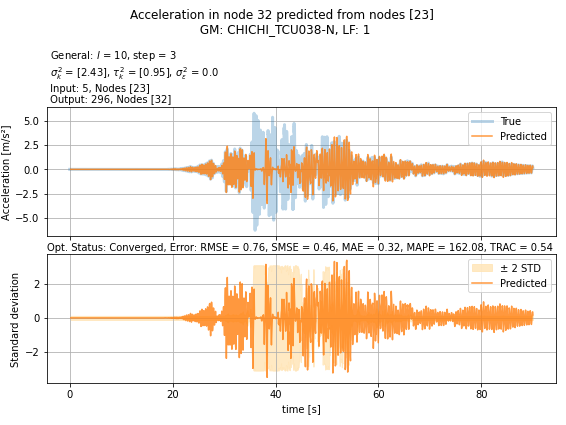 Acceleration in node 32 predicted from nodes [23]
GM: CHICHI_TCU038-N, LF: 1
General: l = 10, step = 3
σ²ₖ = [2.43], τ²ₖ = [0.95], σ²ε = 0.0
Input: 5, Nodes [23]
Output: 296, Nodes [32]
Acceleration [m/s²]
5.0
2.5
0.0
−2.5
−5.0
True
Predicted
Opt. Status: Converged, Error: RMSE = 0.76, SMSE = 0.46, MAE = 0.32, MAPE = 162.08, TRAC = 0.54
Standard deviation
2
0
−2
± 2 STD
Predicted
0
20
40
60
80
time [s]